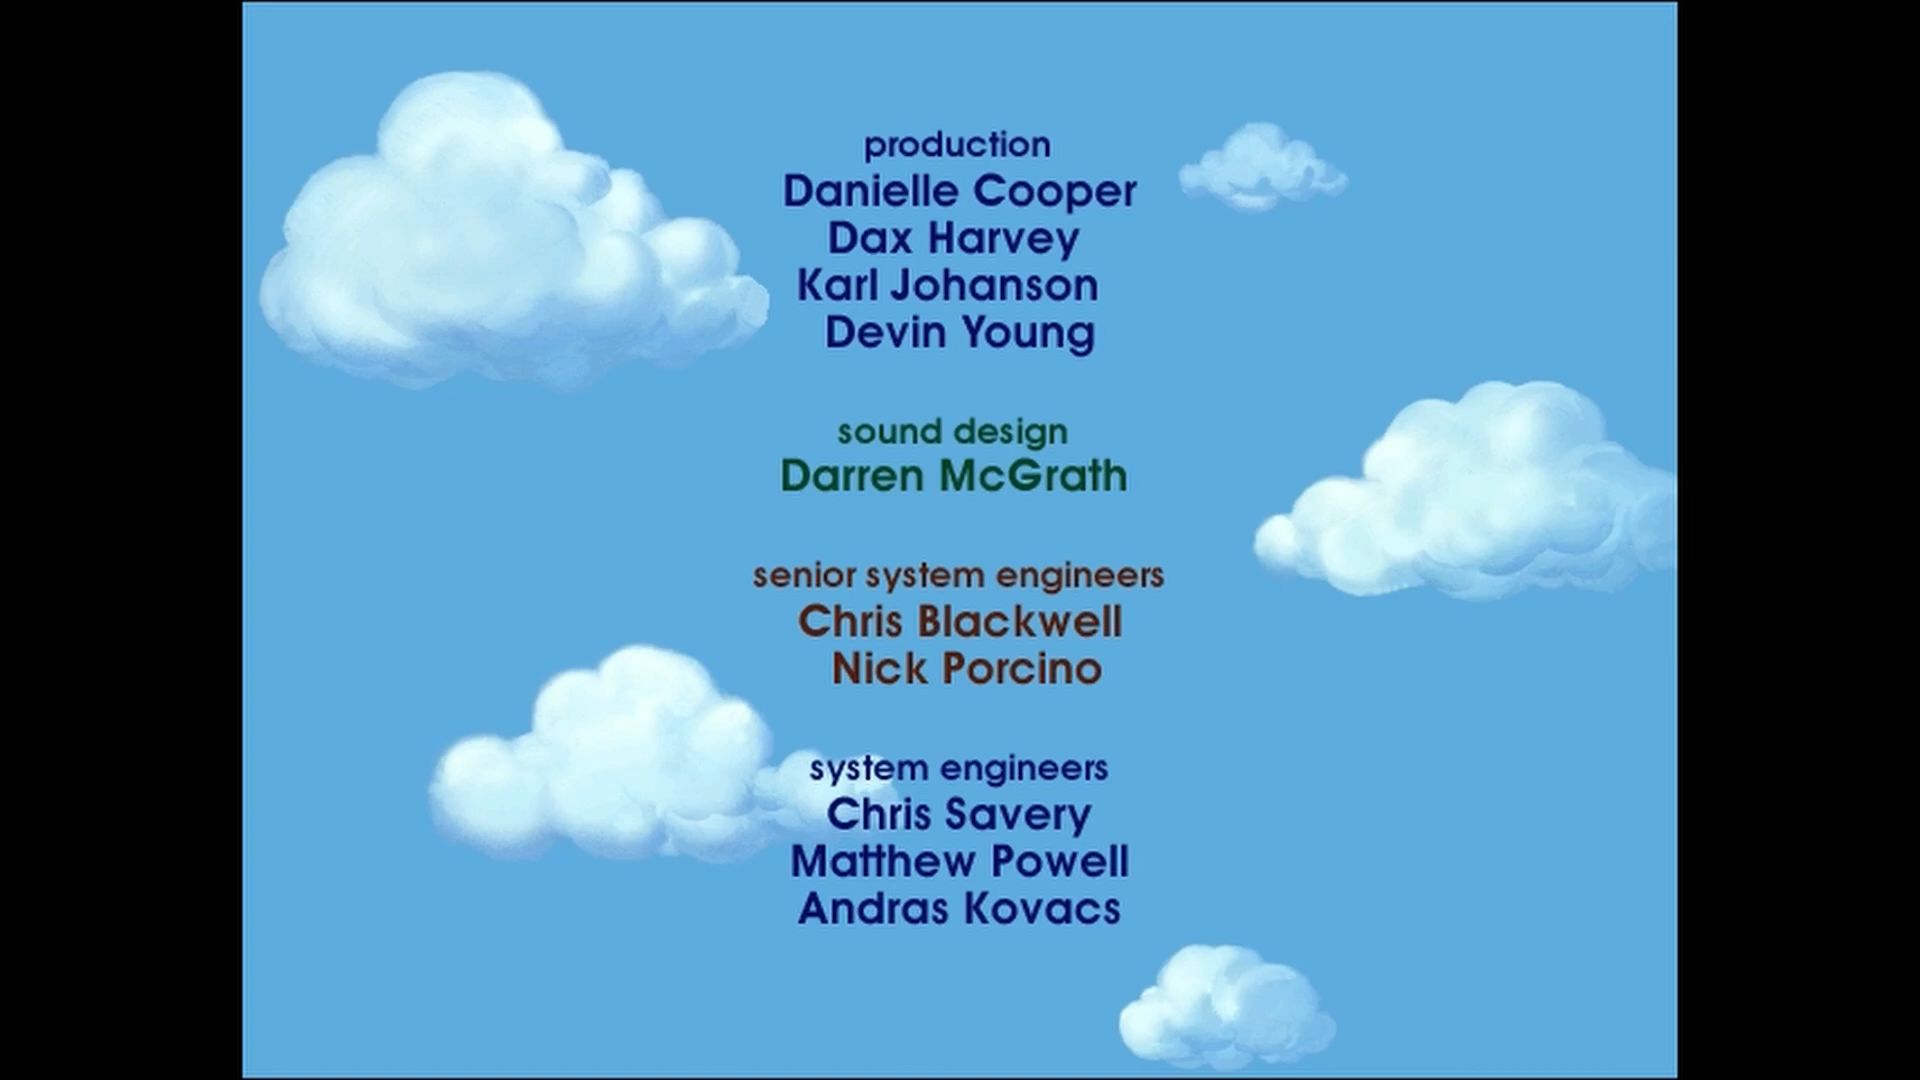 production
Danielle Cooper
Dax Harvey
Karl Johanson
Devin Young
sound design
Darren McGrath
senior system engineers
Chris Blackwell
Nick Porcino
system engineers
Chris Savery
Matthew Powell
Andras Kovacs